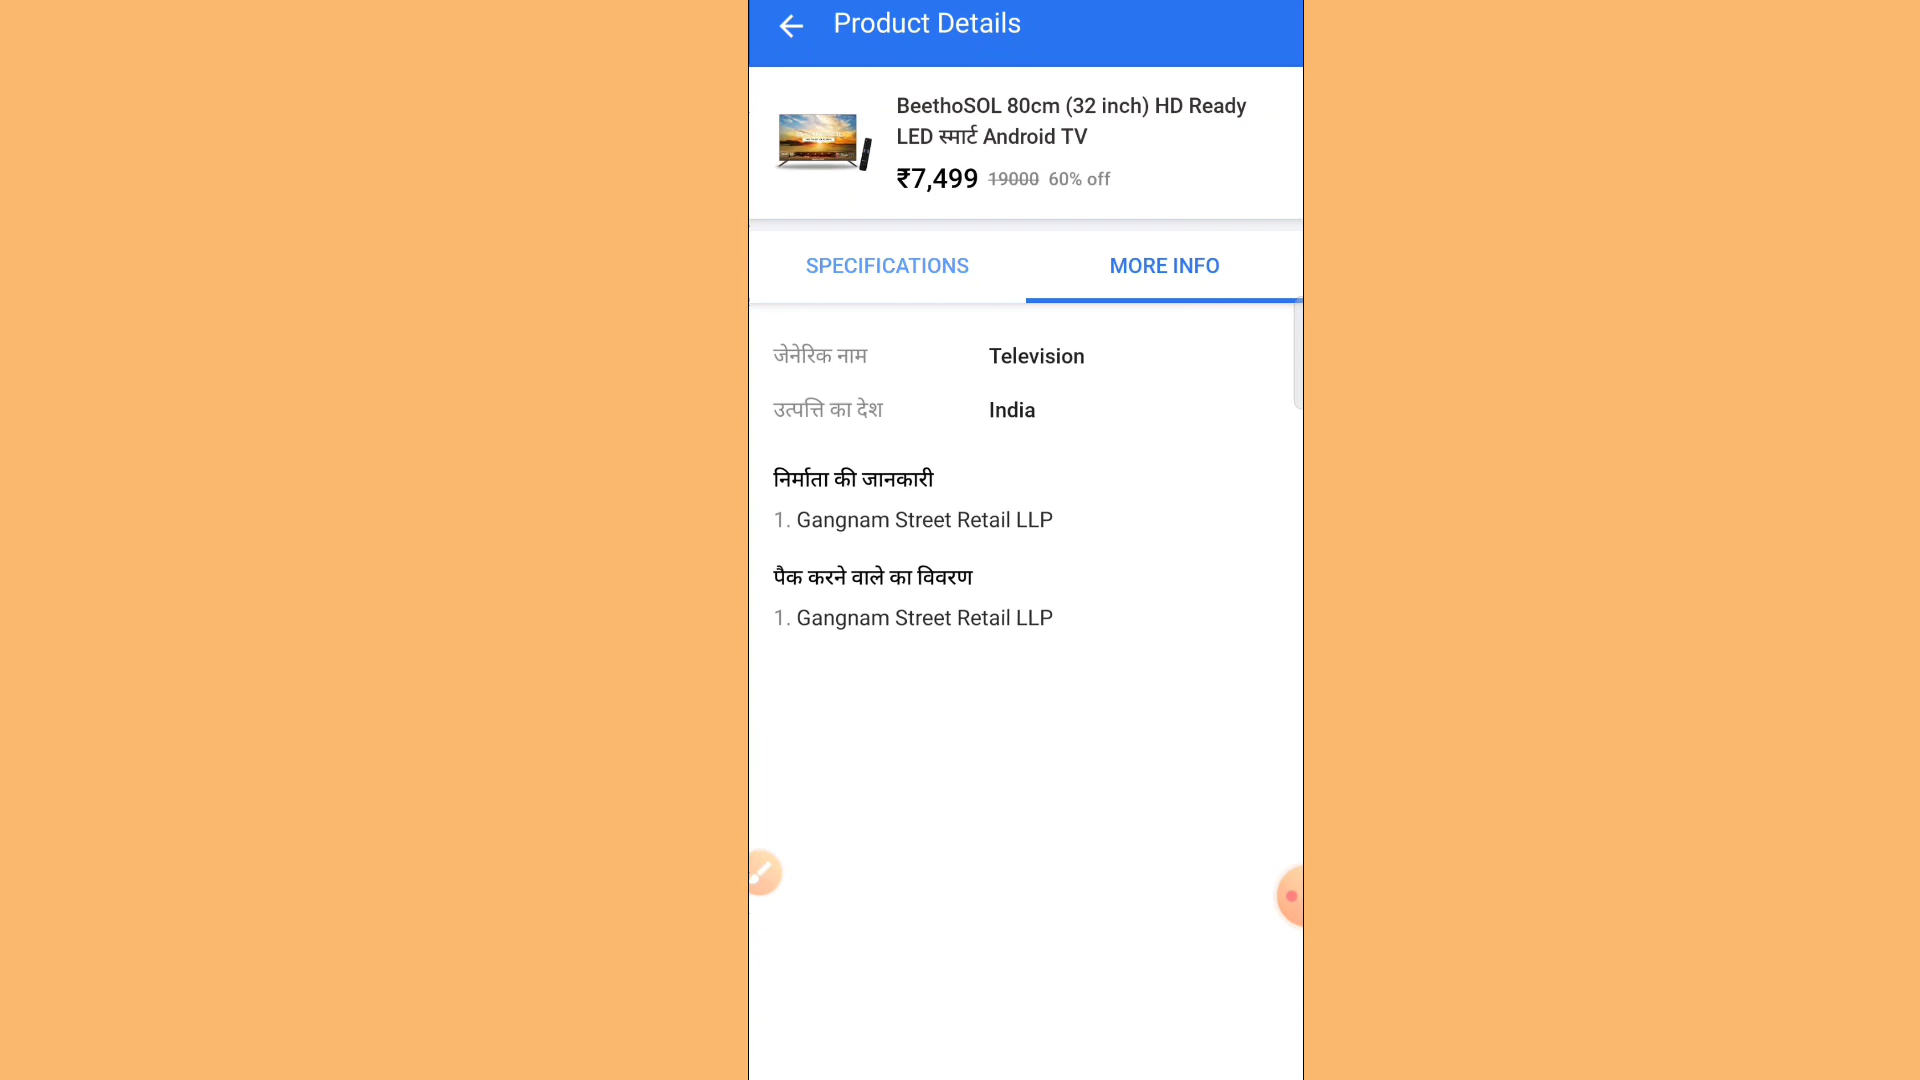 Product Details
BeethoSOL 80cm (32 inch) HD Ready
LED स्मार्ट Android TV
₹7,499 19000 60% off
SPECIFICATIONS MORE INFO
जेनेरिक नाम Television
उत्पत्ति का देश India
निर्माता की जानकारी
1. Gangnam Street Retail LLP
पैक करने वाले का विवरण
1. Gangnam Street Retail LLP